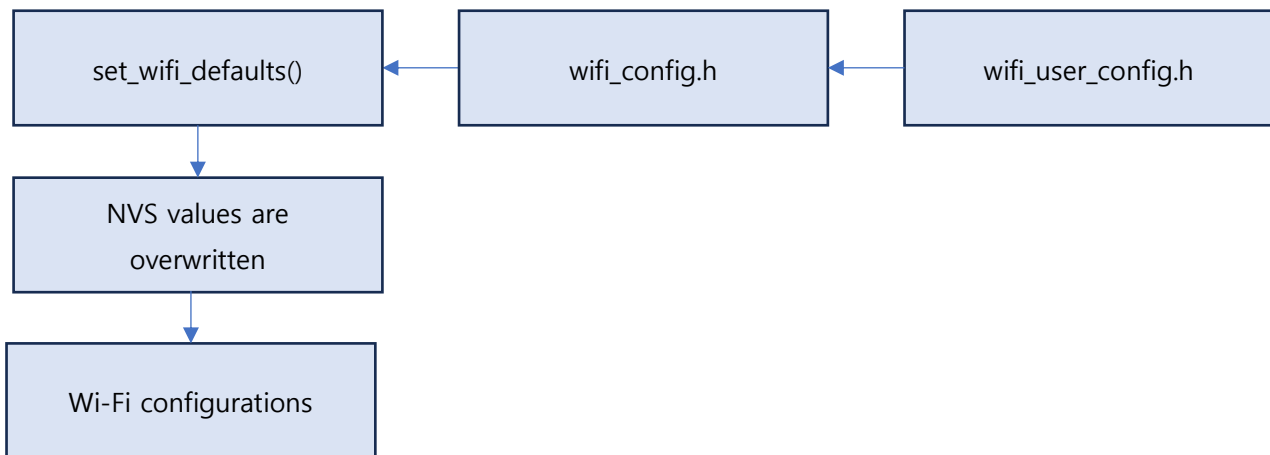 set_wifi_defaults()
wifi_config.h
wifi_user_config.h
NVS values are
overwritten
Wi-Fi configurations